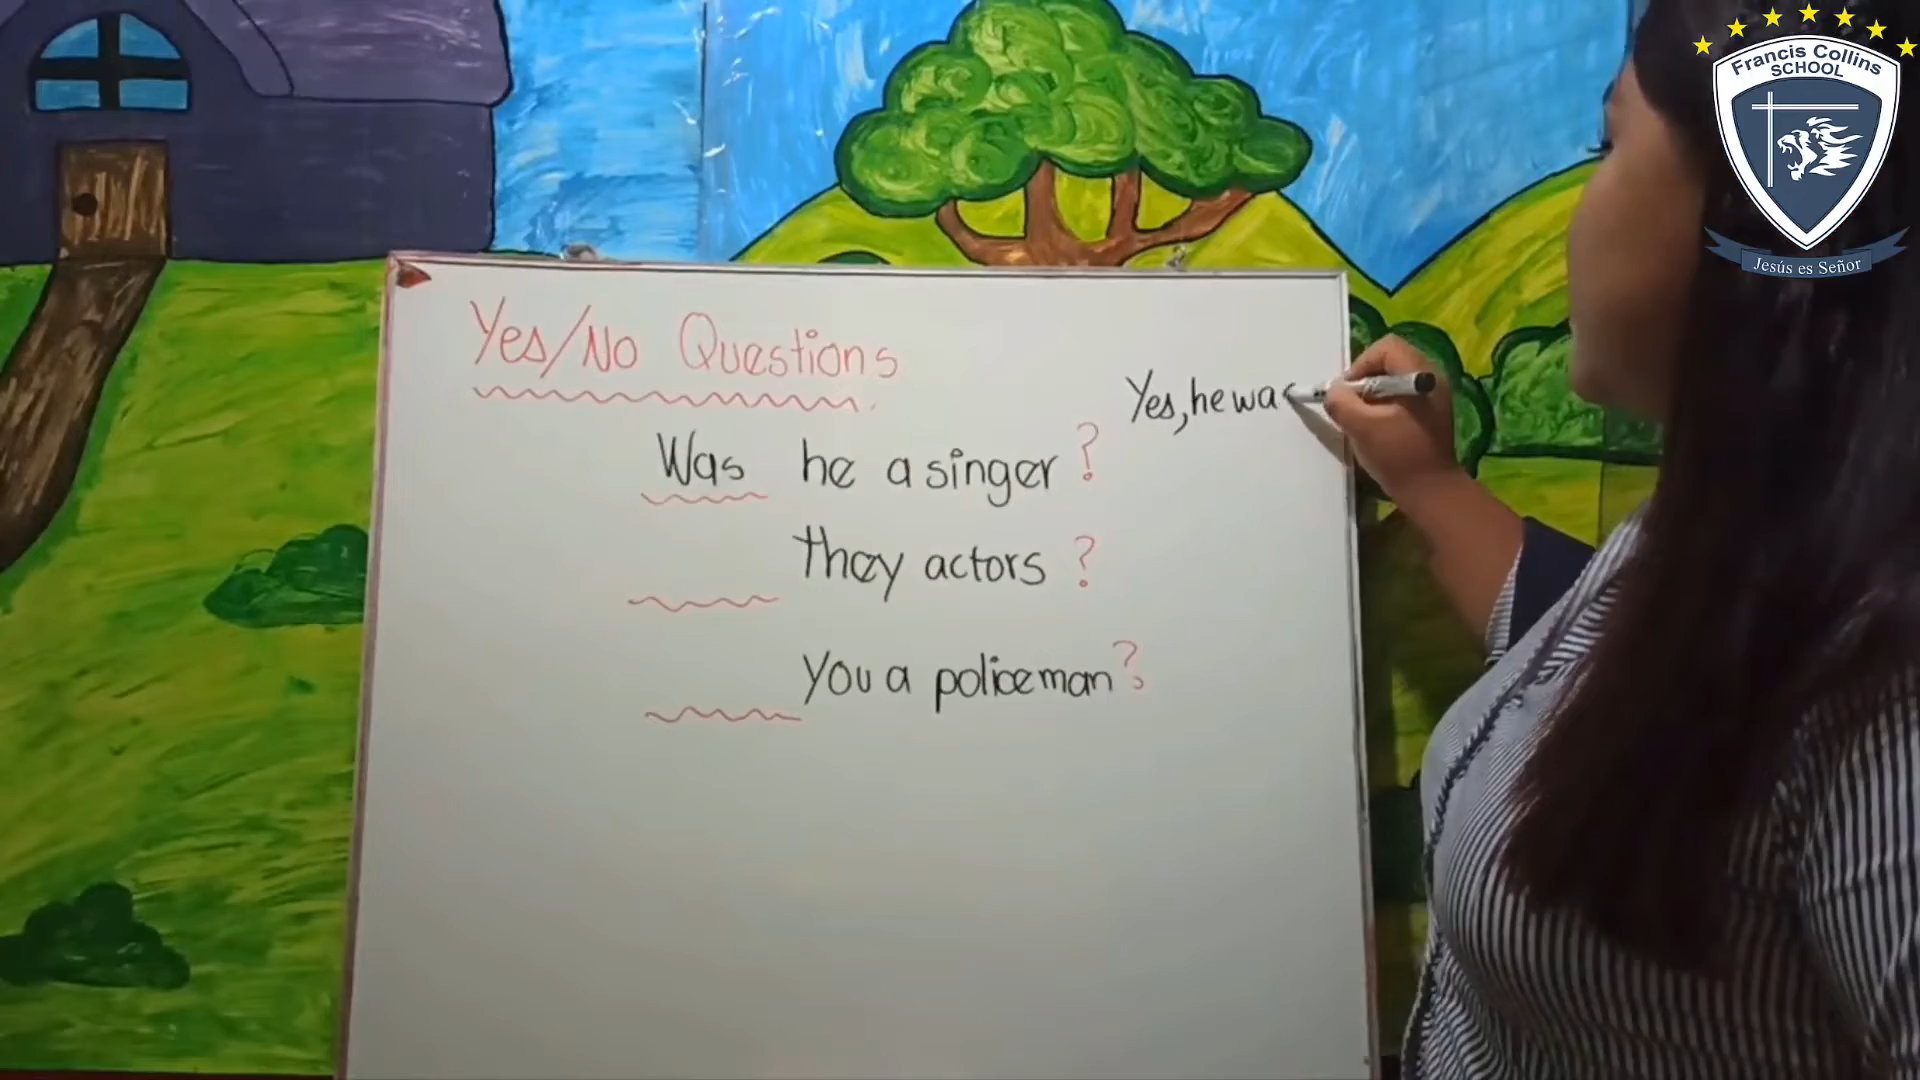 Francis Collins
SCHOOL
Jesús es Señor
Yes/No Questions
Yes, he was
Was he a singer ?
they actors ?
you a policeman ?